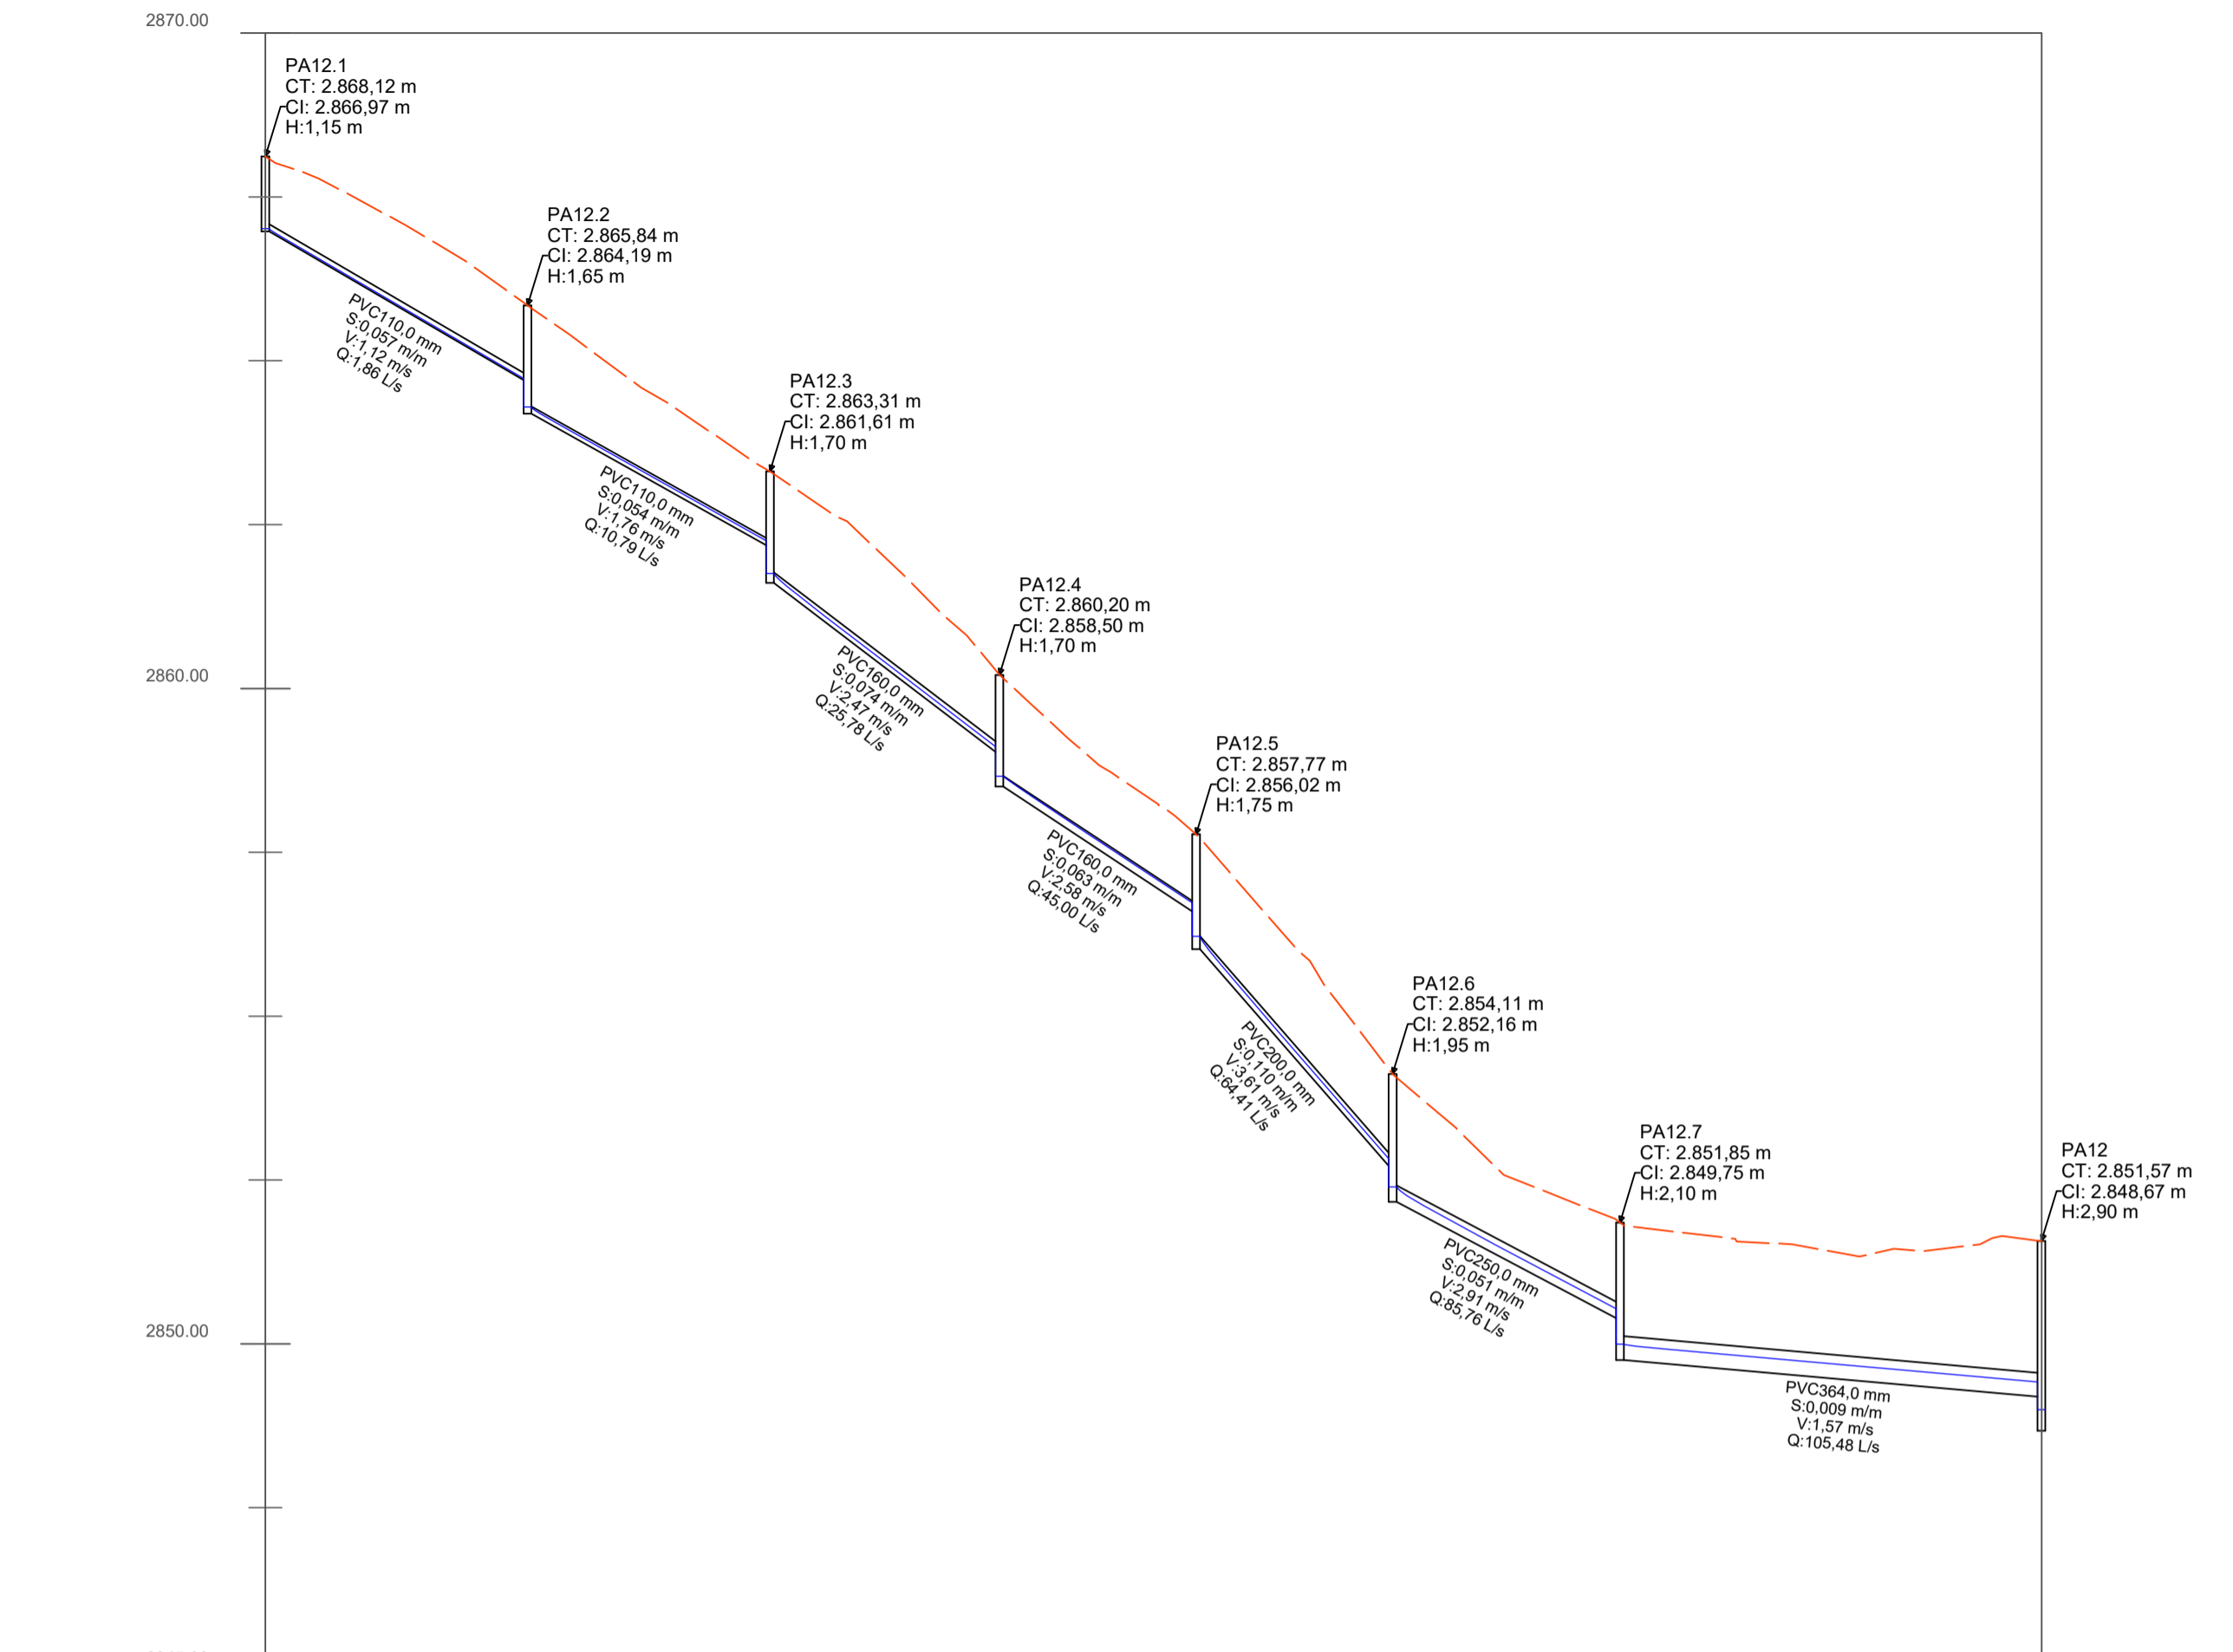 2870.00
PA12.1
CT: 2.868,12 m
CI: 2.866,97 m
H:1,15 m
PA12.2
CT: 2.865,84 m
CI: 2.864,19 m
H:1,65 m
PVC110,0 mm
S:0,057 m/m
V:1,12 m/s
Q:1,86 L/s
PA12.3
CT: 2.863,31 m
CI: 2.861,61 m
H:1,70 m
PVC110,0 mm
S:0,054 m/m
V:1,76 m/s
Q:10,79 L/s
PA12.4
CT: 2.860,20 m
CI: 2.858,50 m
H:1,70 m
2860.00
PVC160,0 mm
S:0,074 m/m
V:2,47 m/s
Q:25,78 L/s
PA12.5
CT: 2.857,77 m
CI: 2.856,02 m
H:1,75 m
PVC160,0 mm
S:0,063 m/m
V:2,58 m/s
Q:45,00 L/s
PA12.6
CT: 2.854,11 m
CI: 2.852,16 m
H:1,95 m
PVC200,0 mm
S:0,110 m/m
V:3,61 m/s
Q:64,41 L/s
PA12.7
CT: 2.851,85 m
CI: 2.849,75 m
H:2,10 m
PA12
CT: 2.851,57 m
CI: 2.848,67 m
H:2,90 m
PVC250,0 mm
S:0,051 m/m
V:2,91 m/s
Q:85,76 L/s
2850.00
PVC364,0 mm
S:0,009 m/m
V:1,57 m/s
Q:105,48 L/s